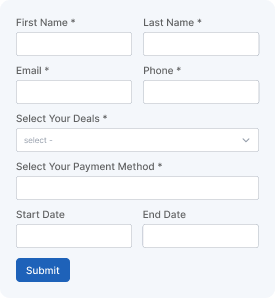 First Name * Last Name *
Email * Phone *
Select Your Deals *
select -
Select Your Payment Method *
Start Date End Date
Submit